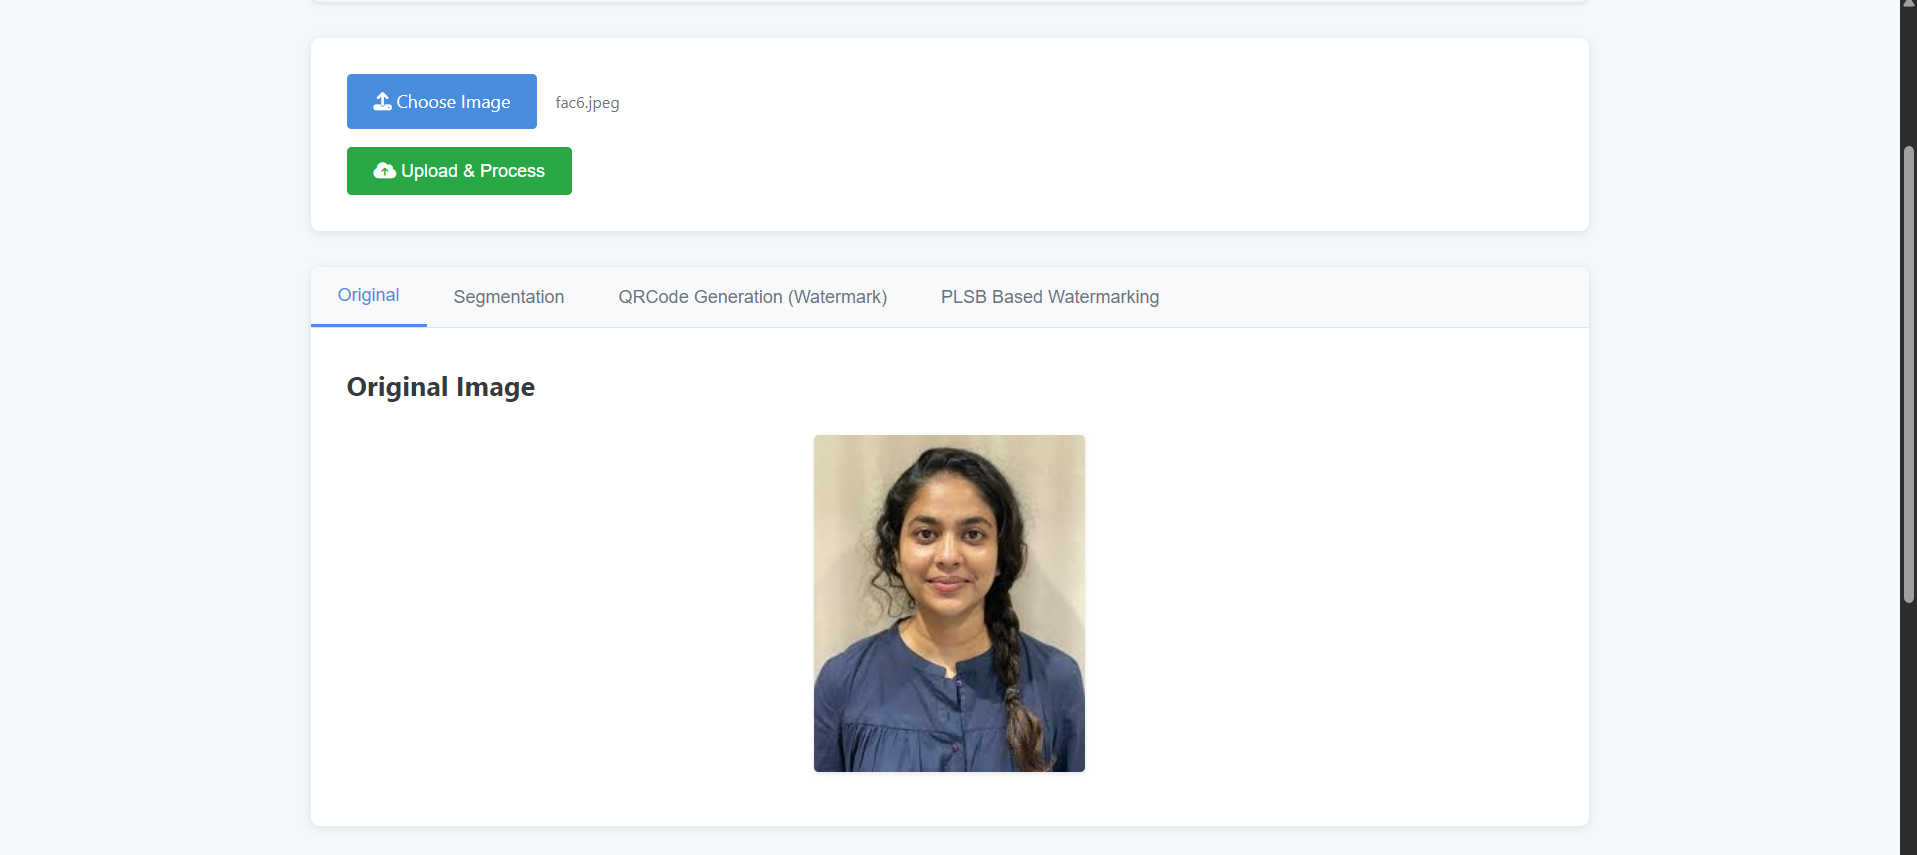 Choose Image
fac6.jpeg
Upload & Process
Original
Segmentation
QRCode Generation (Watermark)
PLSB Based Watermarking
Original Image